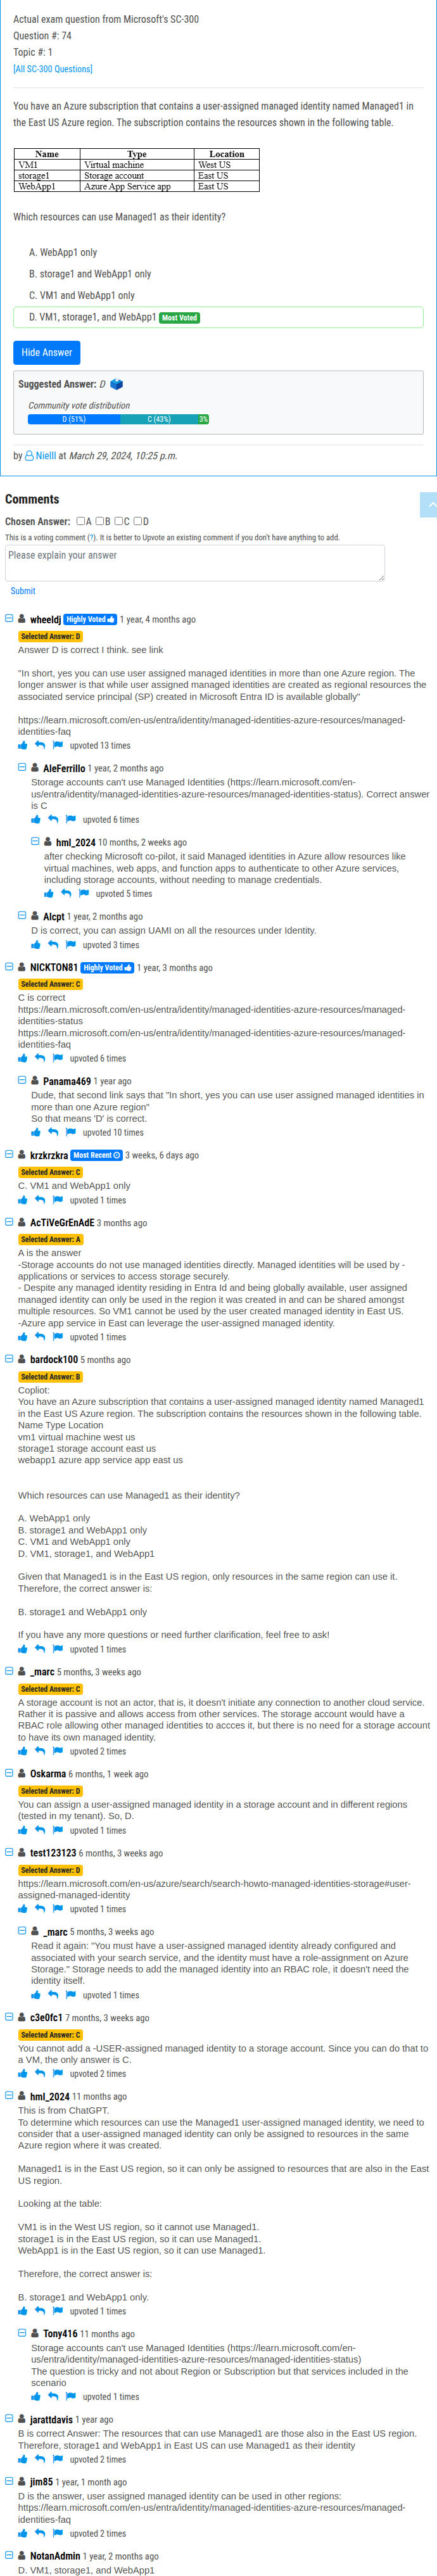 Actual exam question from Microsoft's SC-300
Question #: 74
Topic #: 1
[All SC-300 Questions]
You have an Azure subscription that contains a user-assigned managed identity named Managed1 in
the East US Azure region. The subscription contains the resources shown in the following table.
Name Type Location
VM1 Virtual machine West US
storage1 Storage account East US
WebApp1 Azure App Service app East US
Which resources can use Managed1 as their identity?
A. WebApp1 only
B. storage1 and WebApp1 only
C. VM1 and WebApp1 only
D. VM1, storage1, and WebApp1 Most Voted
Hide Answer
Suggested Answer: D
Community vote distribution
D (51%) C (43%) 3%
by Nielll at March 29, 2024, 10:25 p.m.
Comments
Chosen Answer: A B C D
This is a voting comment (?). It is better to Upvote an existing comment if you don't have anything to add.
Please explain your answer
Submit
wheeldj Highly Voted 1 year, 4 months ago
Selected Answer: D
Answer D is correct I think. see link
"In short, yes you can use user assigned managed identities in more than one Azure region. The
longer answer is that while user assigned managed identities are created as regional resources the
associated service principal (SP) created in Microsoft Entra ID is available globally"
https://learn.microsoft.com/en-us/entra/identity/managed-identities-azure-resources/managed-
identities-faq
upvoted 13 times
AleFerrillo 1 year, 2 months ago
Storage accounts can't use Managed Identities (https://learn.microsoft.com/en-
us/entra/identity/managed-identities-azure-resources/managed-identities-status). Correct answer
is C
upvoted 6 times
hml_2024 10 months, 2 weeks ago
after checking Microsoft co-pilot, it said Managed identities in Azure allow resources like
virtual machines, web apps, and function apps to authenticate to other Azure services,
including storage accounts, without needing to manage credentials.
upvoted 5 times
Alcpt 1 year, 2 months ago
D is correct, you can assign UAMI on all the resources under Identity.
upvoted 3 times
NICKTON81 Highly Voted 1 year, 3 months ago
Selected Answer: C
C is correct
https://learn.microsoft.com/en-us/entra/identity/managed-identities-azure-resources/managed-
identities-status
https://learn.microsoft.com/en-us/entra/identity/managed-identities-azure-resources/managed-
identities-faq
upvoted 6 times
Panama469 1 year ago
Dude, that second link says that "In short, yes you can use user assigned managed identities in
more than one Azure region"
So that means 'D' is correct.
upvoted 10 times
krzkrzkra Most Recent 3 weeks, 6 days ago
Selected Answer: C
C. VM1 and WebApp1 only
upvoted 1 times
AcTiVeGrEnAdE 3 months ago
Selected Answer: A
A is the answer
-Storage accounts do not use managed identities directly. Managed identities will be used by -
applications or services to access storage securely.
- Despite any managed identity residing in Entra Id and being globally available, user assigned
managed identity can only be used in the region it was created in and can be shared amongst
multiple resources. So VM1 cannot be used by the user created managed identity in East US.
-Azure app service in East can leverage the user-assigned managed identity.
upvoted 1 times
bardock100 5 months ago
Selected Answer: B
Copliot:
You have an Azure subscription that contains a user-assigned managed identity named Managed1
in the East US Azure region. The subscription contains the resources shown in the following table.
Name Type Location
vm1 virtual machine west us
storage1 storage account east us
webapp1 azure app service app east us
Which resources can use Managed1 as their identity?
A. WebApp1 only
B. storage1 and WebApp1 only
C. VM1 and WebApp1 only
D. VM1, storage1, and WebApp1
Given that Managed1 is in the East US region, only resources in the same region can use it.
Therefore, the correct answer is:
B. storage1 and WebApp1 only
If you have any more questions or need further clarification, feel free to ask!
upvoted 1 times
_marc 5 months, 3 weeks ago
Selected Answer: C
A storage account is not an actor, that is, it doesn't initiate any connection to another cloud service.
Rather it is passive and allows access from other services. The storage account would have a
RBAC role allowing other managed identities to accces it, but there is no need for a storage account
to have its own managed identity.
upvoted 2 times
Oskarma 6 months, 1 week ago
Selected Answer: D
You can assign a user-assigned managed identity in a storage account and in different regions
(tested in my tenant). So, D.
upvoted 1 times
test123123 6 months, 3 weeks ago
Selected Answer: D
https://learn.microsoft.com/en-us/azure/search/search-howto-managed-identities-storage#user-
assigned-managed-identity
upvoted 1 times
_marc 5 months, 3 weeks ago
Read it again: "You must have a user-assigned managed identity already configured and
associated with your search service, and the identity must have a role-assignment on Azure
Storage." Storage needs to add the managed identity into an RBAC role, it doesn't need the
identity itself.
upvoted 1 times
c3e0fc1 7 months, 3 weeks ago
Selected Answer: C
You cannot add a -USER-assigned managed identity to a storage account. Since you can do that to
a VM, the only answer is C.
upvoted 2 times
hml_2024 11 months ago
This is from ChatGPT.
To determine which resources can use the Managed1 user-assigned managed identity, we need to
consider that a user-assigned managed identity can only be assigned to resources in the same
Azure region where it was created.
Managed1 is in the East US region, so it can only be assigned to resources that are also in the East
US region.
Looking at the table:
VM1 is in the West US region, so it cannot use Managed1.
storage1 is in the East US region, so it can use Managed1.
WebApp1 is in the East US region, so it can use Managed1.
Therefore, the correct answer is:
B. storage1 and WebApp1 only.
upvoted 1 times
Tony416 11 months ago
Storage accounts can't use Managed Identities (https://learn.microsoft.com/en-
us/entra/identity/managed-identities-azure-resources/managed-identities-status)
The question is tricky and not about Region or Subscription but that services included in the
scenario
upvoted 1 times
jarattdavis 1 year ago
B is correct Answer: The resources that can use Managed1 are those also in the East US region.
Therefore, storage1 and WebApp1 in East US can use Managed1 as their identity
upvoted 2 times
jim85 1 year, 1 month ago
D is the answer, user assigned managed identity can be used in other regions:
https://learn.microsoft.com/en-us/entra/identity/managed-identities-azure-resources/managed-
identities-faq
upvoted 2 times
NotanAdmin 1 year, 2 months ago
D. VM1, storage1, and WebApp1